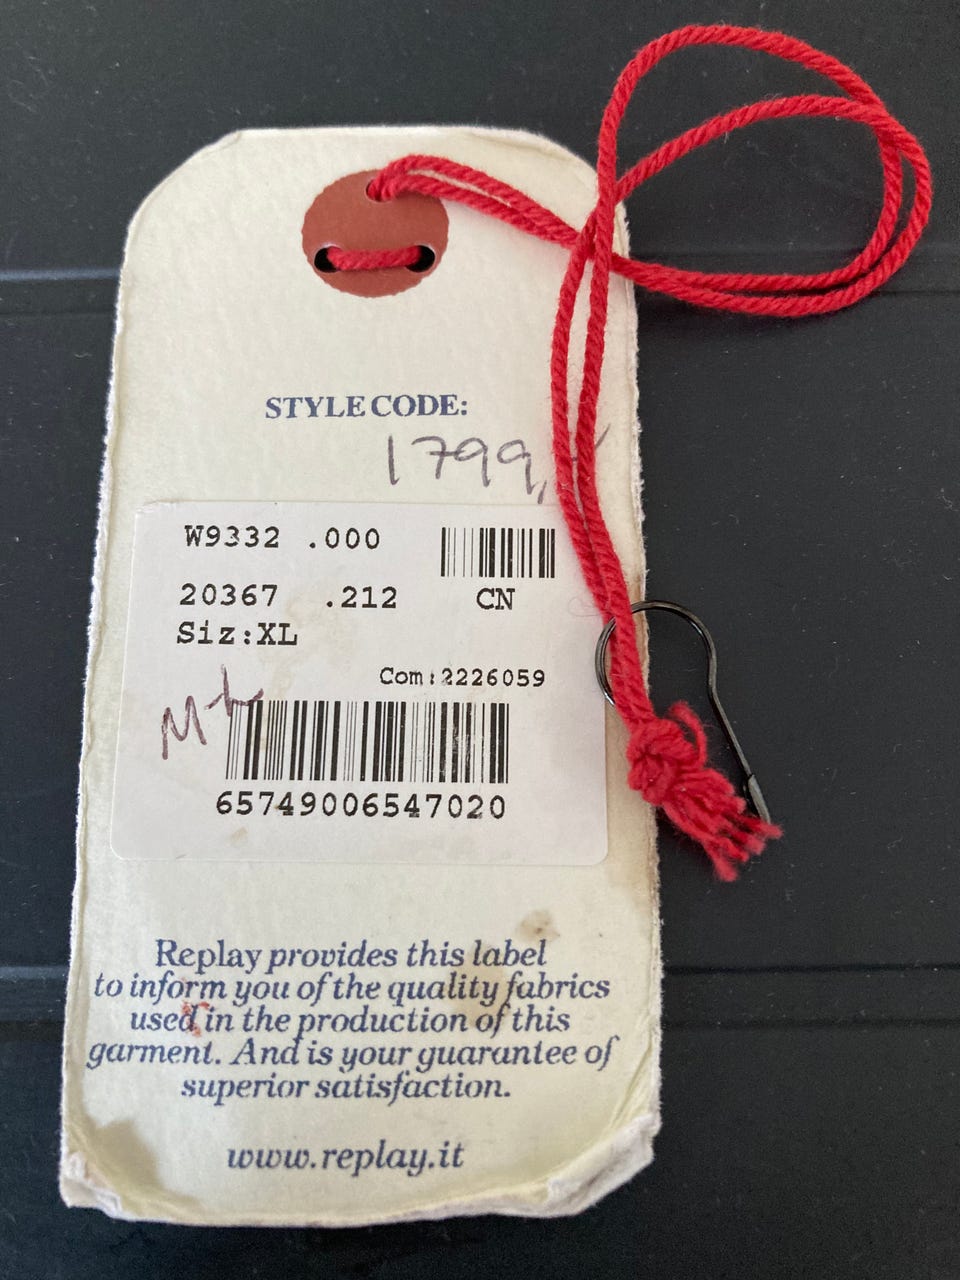 STYLE CODE:
1799,
W9332 .000
20367 .212 CN
Siz:XL
Com:2226059
65749006547020
Replay provides this label
to inform you of the quality fabrics
used in the production of this
garment. And is your guarantee of
superior satisfaction.
www.replay.it